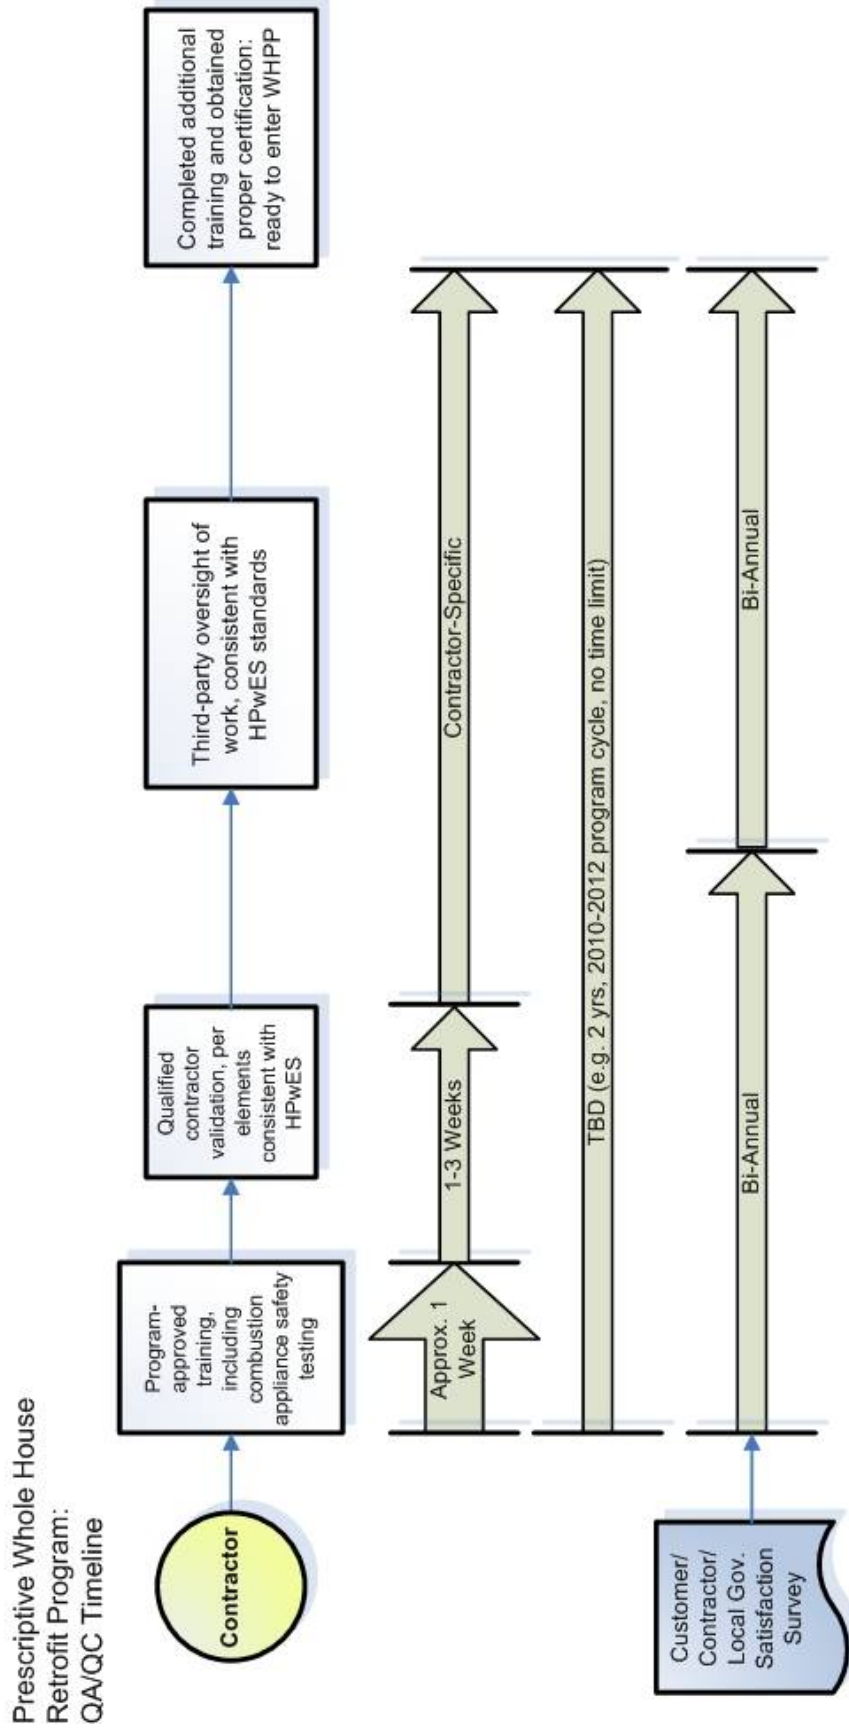 Prescriptive Whole House
Retrofit Program:
QA/QC Timeline
Contractor
Program-
approved
training,
including
combustion
appliance safety
testing
Qualified
contractor
validation, per
elements
consistent with
HPwES
Third-party oversight of
work, consistent with
HPwES standards
Completed additional
training and obtained
proper certification:
ready to enter WHPP
Approx. 1
Week
1-3 Weeks
Contractor-Specific
TBD (e.g. 2 yrs, 2010-2012 program cycle, no time limit)
Customer/
Contractor/
Local Gov.
Satisfaction
Survey
Bi-Annual
Bi-Annual